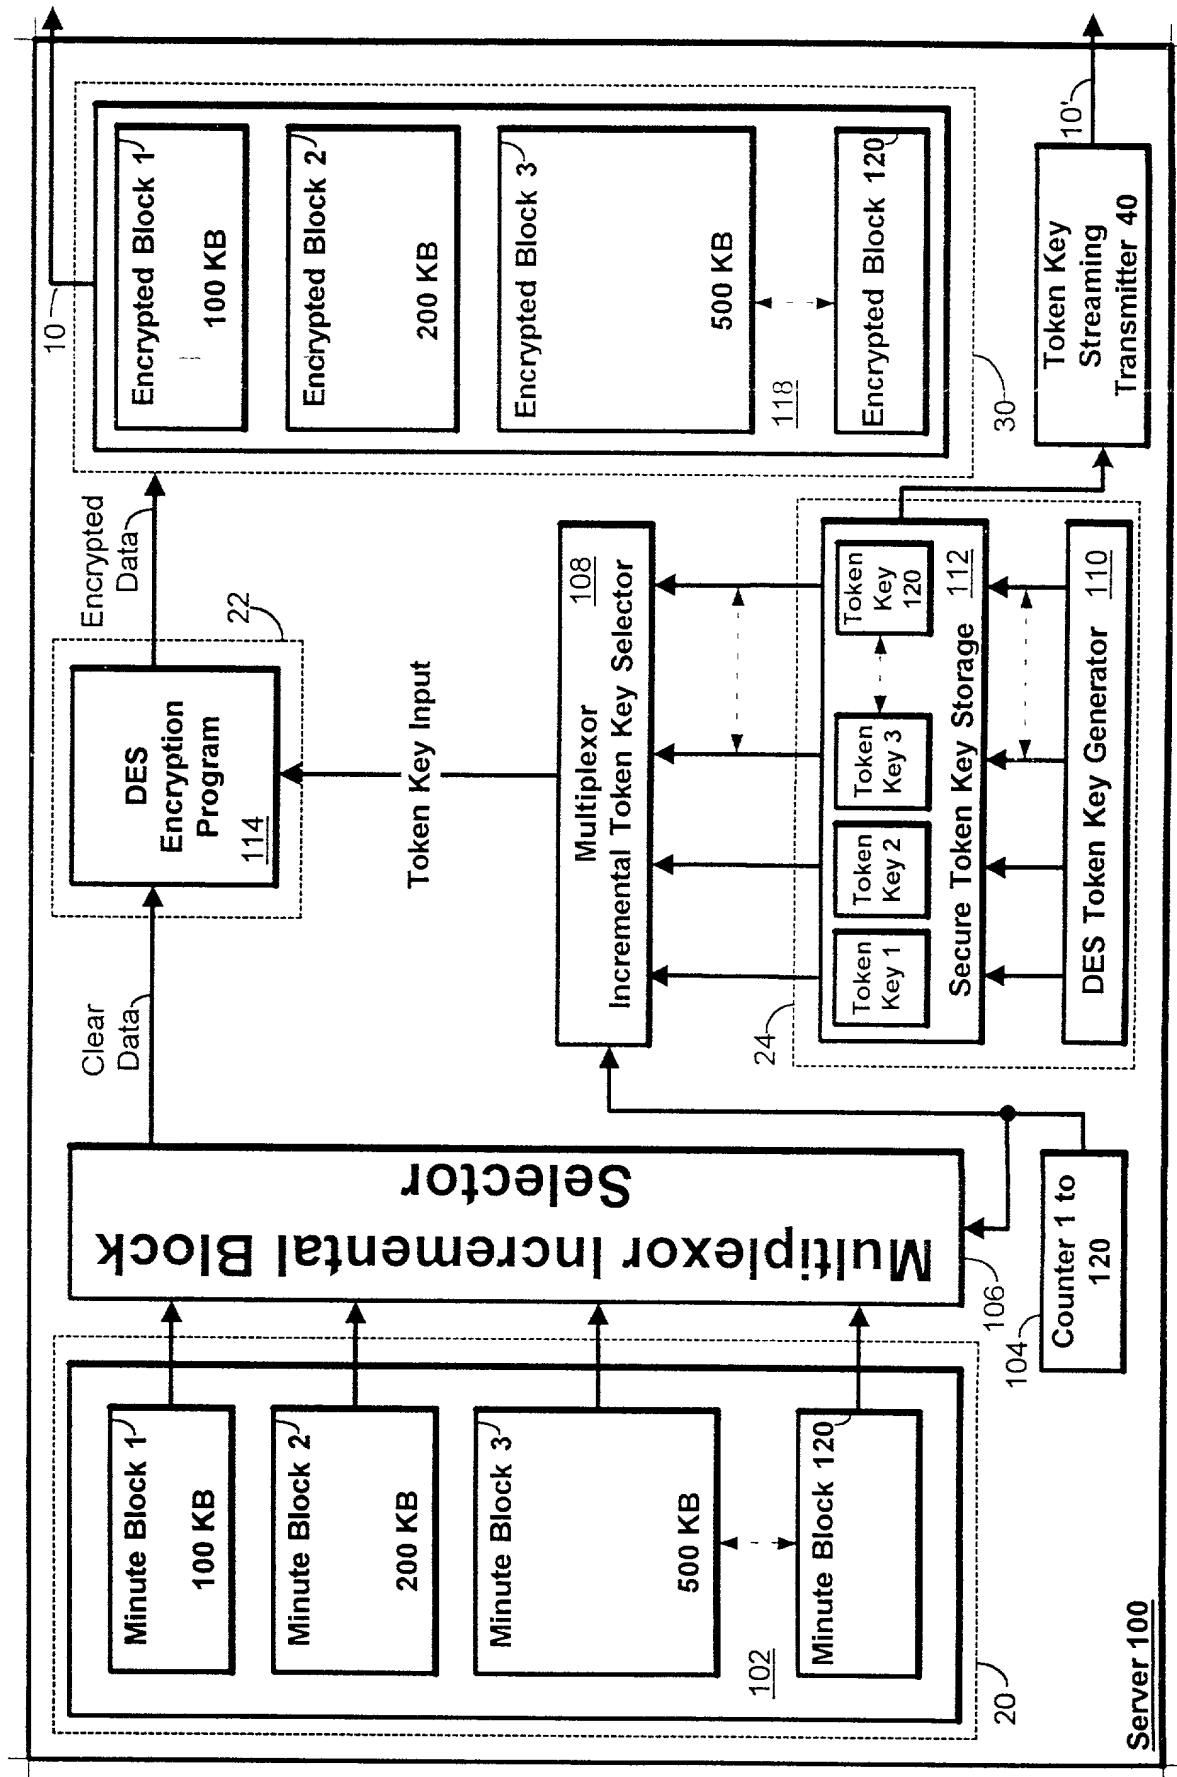 Minute Block 1
100 KB
Minute Block 2
200 KB
Minute Block 3
500 KB
102
Minute Block 120
20
Server 100
Multiplexor Incremental Block
Selector
106
104
Counter 1 to
120
Clear
Data
DES
Encryption
Program
114
22
Encrypted
Data
Token Key Input
Multiplexor
108
Incremental Token Key Selector
24
Token
Key 1
Token
Key 2
Token
Key 3
Token
Key
120
Secure Token Key Storage
112
DES Token Key Generator
110
10
Encrypted Block 1
100 KB
Encrypted Block 2
200 KB
Encrypted Block 3
500 KB
118
Encrypted Block 120
30
Token Key
Streaming
Transmitter 40
10'